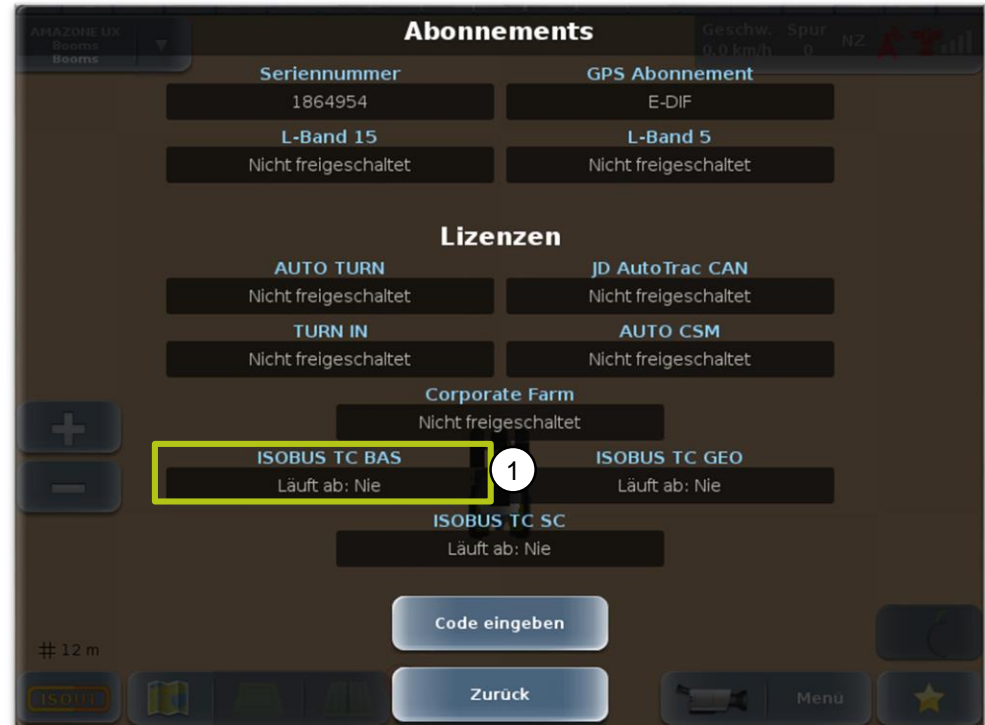 AMAZONE UX
Booms
Booms
Abonnements
Geschw. Spur NZ
0.0 km/h 0
Seriennummer GPS Abonnement
1864954 E-DIF
L-Band 15 L-Band 5
Nicht freigeschaltet Nicht freigeschaltet
Lizenzen
AUTO TURN JD AutoTrac CAN
Nicht freigeschaltet Nicht freigeschaltet
TURN IN AUTO CSM
Nicht freigeschaltet Nicht freigeschaltet
Corporate Farm
Nicht freigeschaltet
ISOBUS TC BAS 1 ISOBUS TC GEO
Läuft ab: Nie Läuft ab: Nie
ISOBUS TC SC
Läuft ab: Nie
Code eingeben
12 m
ISOUT Zurück Menü